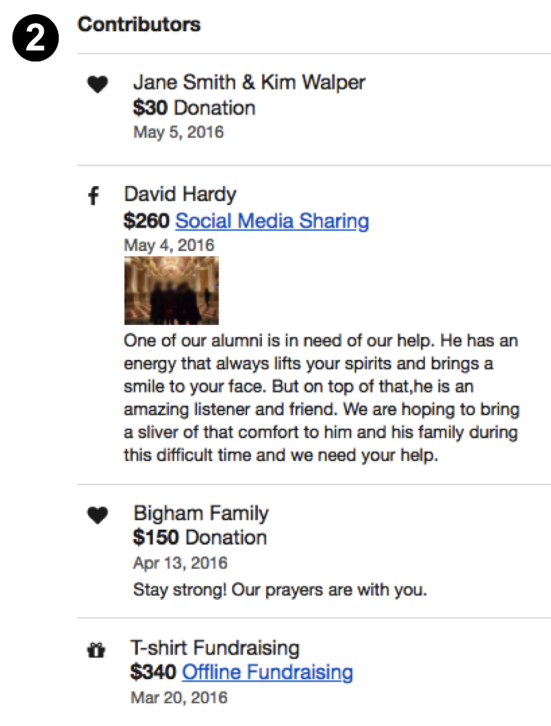 2
Contributors
Jane Smith & Kim Walper
$30 Donation
May 5, 2016
David Hardy
$260 Social Media Sharing
May 4, 2016
One of our alumni is in need of our help. He has an
energy that always lifts your spirits and brings a
smile to your face. But on top of that,he is an
amazing listener and friend. We are hoping to bring
a sliver of that comfort to him and his family during
this difficult time and we need your help.
Bigham Family
$150 Donation
Apr 13, 2016
Stay strong! Our prayers are with you.
T-shirt Fundraising
$340 Offline Fundraising
Mar 20, 2016